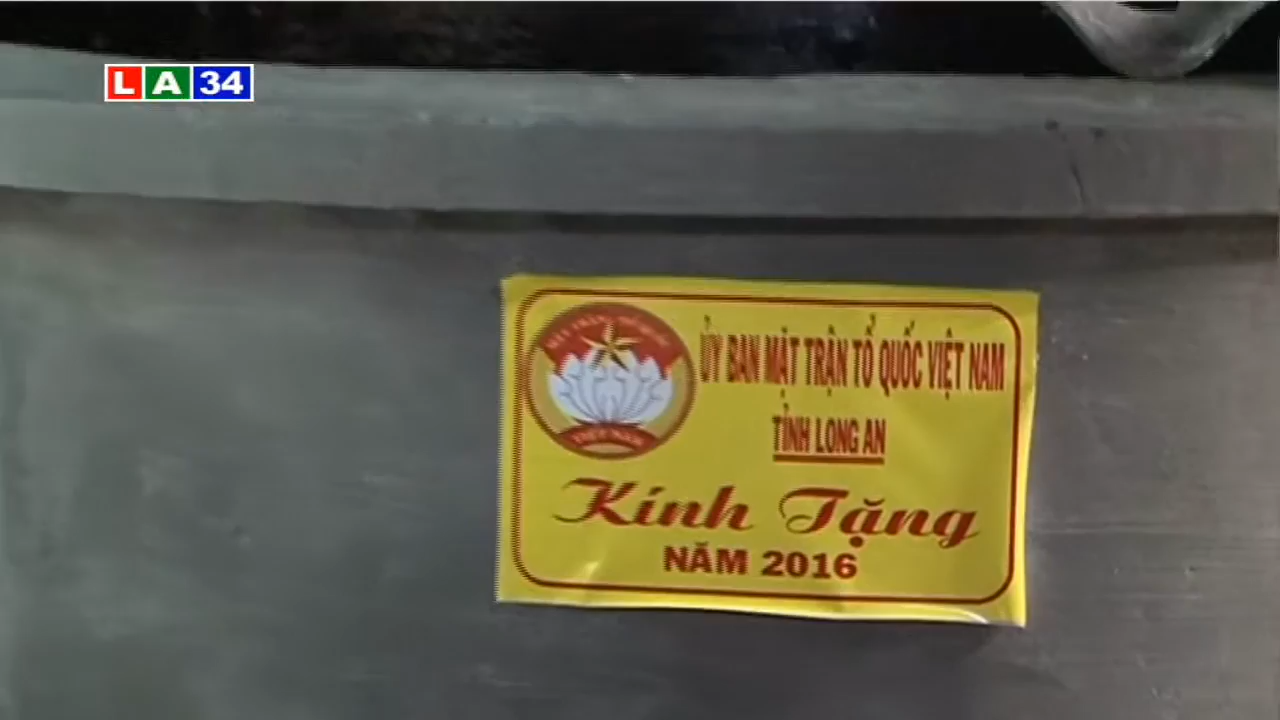 LA34
ỦY BAN MẶT TRẬN TỔ QUỐC VIỆT NAM
TỈNH LONG AN
Kính Tặng
NĂM 2016